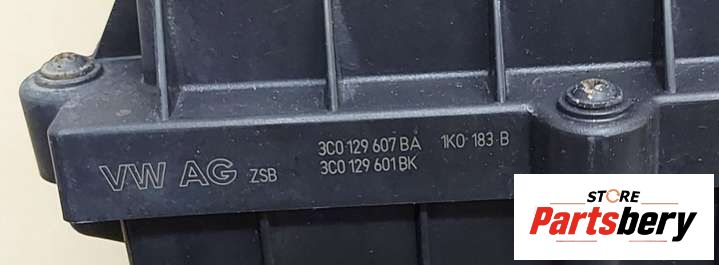 3C0 129 607 BA 1K0 183 B
VW AG ZSB 3C0 129 601 BK
STORE
Partsbery